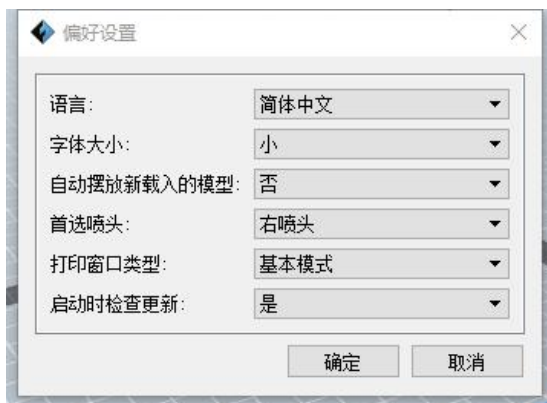 偏好设置
语言: 简体中文
字体大小: 小
自动摆放新载入的模型: 否
首选喷头: 右喷头
打印窗口类型: 基本模式
启动时检查更新: 是
确定 取消